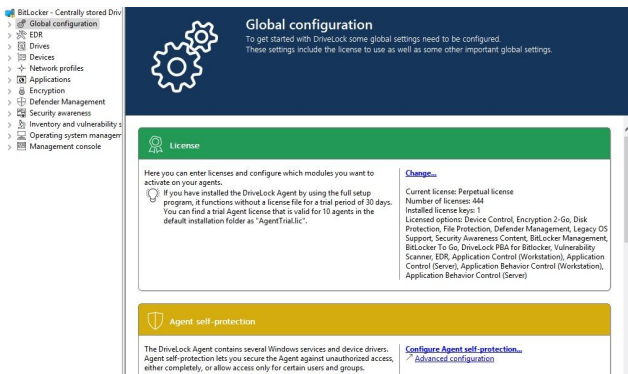 BitLocker - Centrally stored Driv
Global configuration
EDR
Drives
Devices
Network profiles
Applications
Encryption
Defender Management
Security awareness
Inventory and vulnerability s
Operating system managem
Management console
Global configuration
To get started with DriveLock some global settings need to be configured.
These settings include the license to use as well as some other important global settings.
License
Here you can enter licenses and configure which modules you want to
activate on your agents.
If you have installed the DriveLock Agent by using the full setup
program, it functions without a license file for a trial period of 30 days.
You can find a trial Agent license that is valid for 10 agents in the
default installation folder as "AgentTrial.lic".
Change...
Current license: Perpetual license
Number of licenses: 444
Installed license keys: 1
Licensed options: Device Control, Encryption 2-Go, Disk
Protection, File Protection, Defender Management, Legacy OS
Support, Security Awareness Content, BitLocker Management,
BitLocker To Go, DriveLock PBA for Bitlocker, Vulnerability
Scanner, EDR, Application Control (Workstation), Application
Control (Server), Application Behavior Control (Workstation),
Application Behavior Control (Server)
Agent self-protection
The DriveLock Agent contains several Windows services and device drivers.
Agent self-protection lets you secure the Agent against unauthorized access,
either completely, or allow access only for certain users and groups.
Configure Agent self-protection...
Advanced configuration